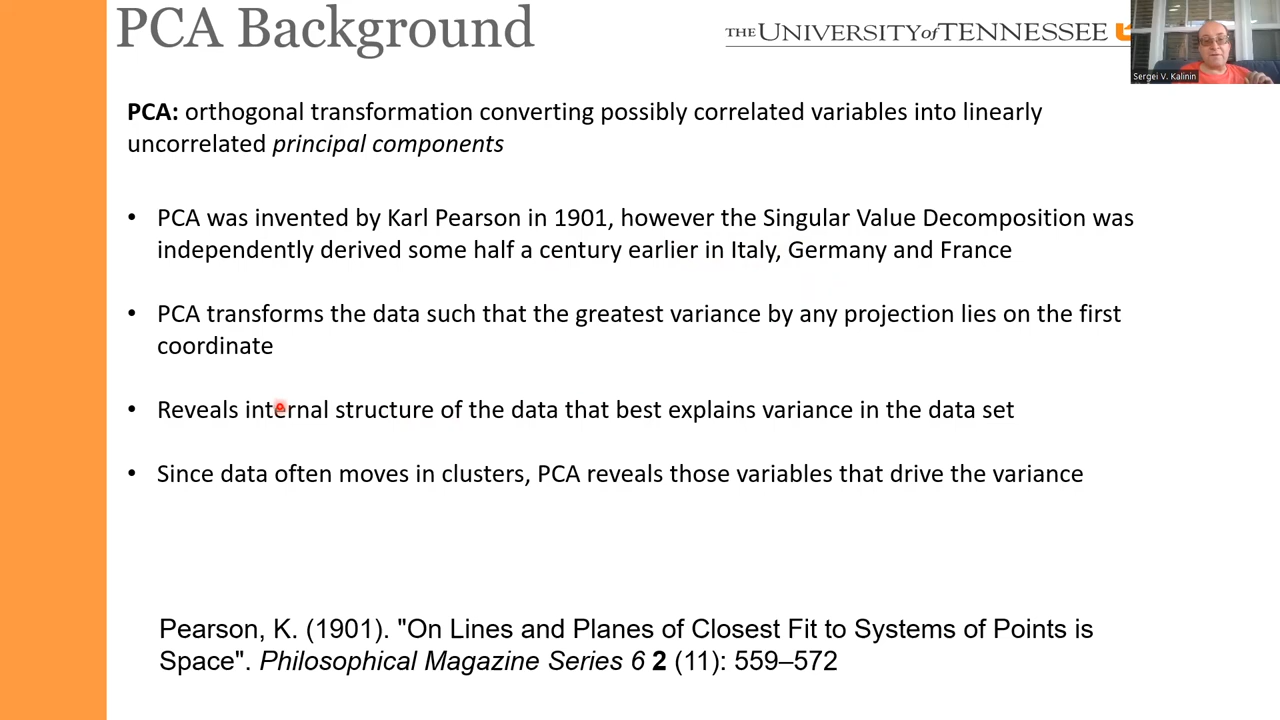 PCA Background
THE UNIVERSITY of TENNESSEE
Sergei V. Kalinin
PCA: orthogonal transformation converting possibly correlated variables into linearly
uncorrelated principal components
• PCA was invented by Karl Pearson in 1901, however the Singular Value Decomposition was
independently derived some half a century earlier in Italy, Germany and France
• PCA transforms the data such that the greatest variance by any projection lies on the first
coordinate
• Reveals internal structure of the data that best explains variance in the data set
• Since data often moves in clusters, PCA reveals those variables that drive the variance
Pearson, K. (1901). "On Lines and Planes of Closest Fit to Systems of Points is
Space". Philosophical Magazine Series 6 2 (11): 559–572